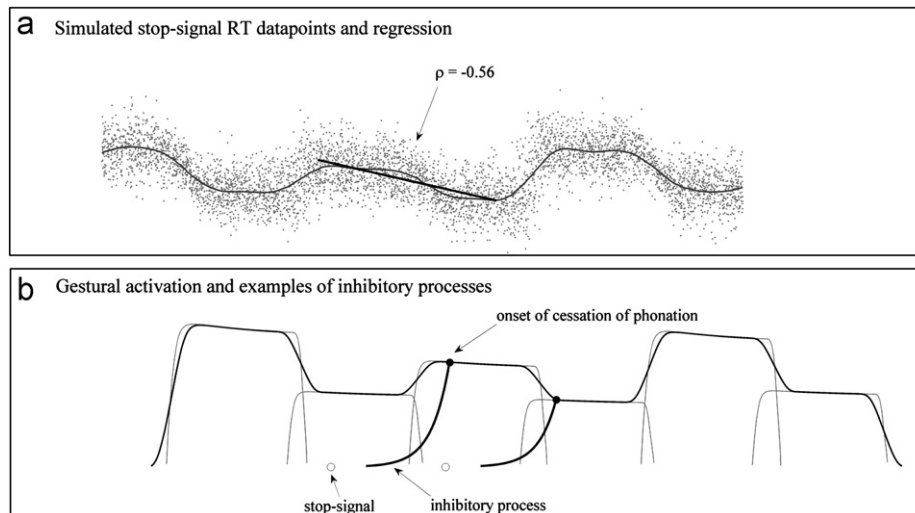 a Simulated stop-signal RT datapoints and regression
ρ = -0.56
b Gestural activation and examples of inhibitory processes
onset of cessation of phonation
stop-signal
inhibitory process